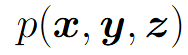 p(x, y, z)